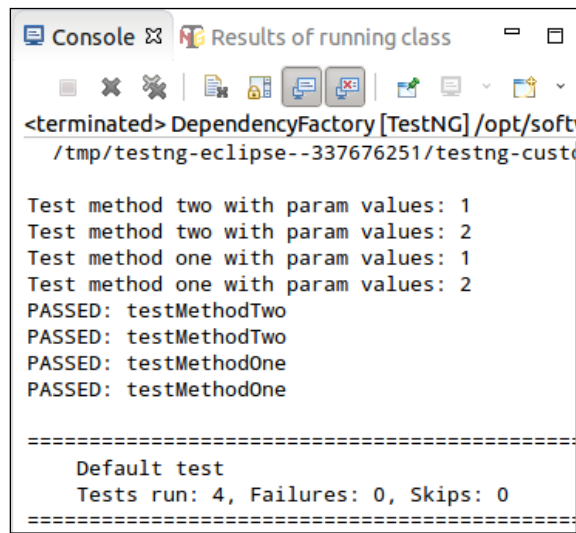 Console Results of running class
<terminated> DependencyFactory [TestNG] /opt/soft
/tmp/testng-eclipse--337676251/testng-custo
Test method two with param values: 1
Test method two with param values: 2
Test method one with param values: 1
Test method one with param values: 2
PASSED: testMethodTwo
PASSED: testMethodTwo
PASSED: testMethodOne
PASSED: testMethodOne
===============================================
Default test
Tests run: 4, Failures: 0, Skips: 0
===============================================